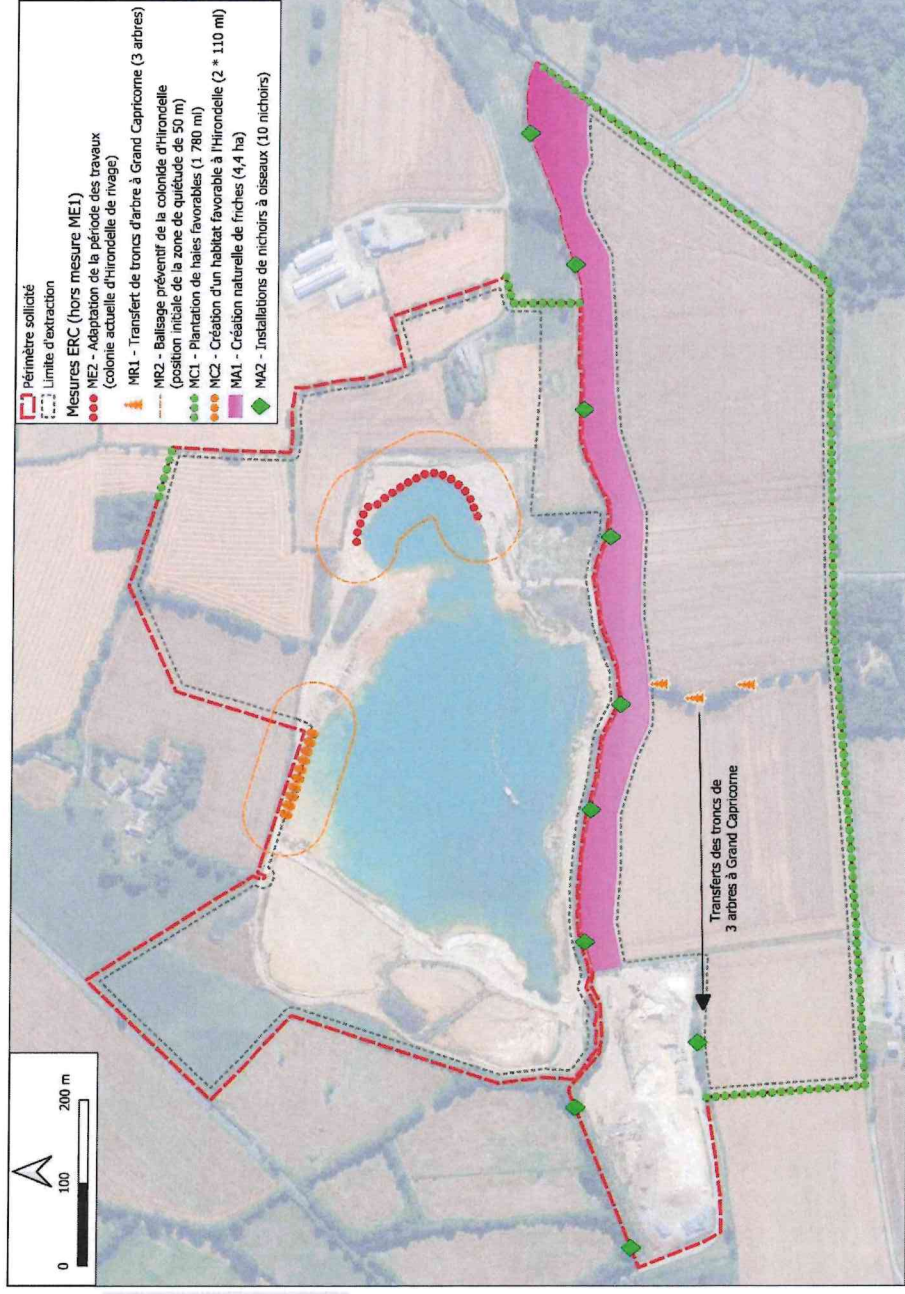 0 100 200 m
Périmètre sollicité
Limite d'extraction
Mesures ERC (hors mesure ME1)
ME2 - Adaptation de la période des travaux
(colonie actuelle d'Hirondelle de rivage)
MR1 - Transfert de troncs d'arbre à Grand Capricorne (3 arbres)
MR2 - Balisage préventif de la colonide d'Hirondelle
(position initiale de la zone de quiétude de 50 m)
MC1 - Plantation de haies favorables (1 780 ml)
MC2 - Création d'un habitat favorable à l'Hirondelle (2 * 110 ml)
MA1 - Création naturelle de friches (4,4 ha)
MA2 - Installations de nichoirs à oiseaux (10 nichoirs)
Transferts des troncs de
3 arbres à Grand Capricorne